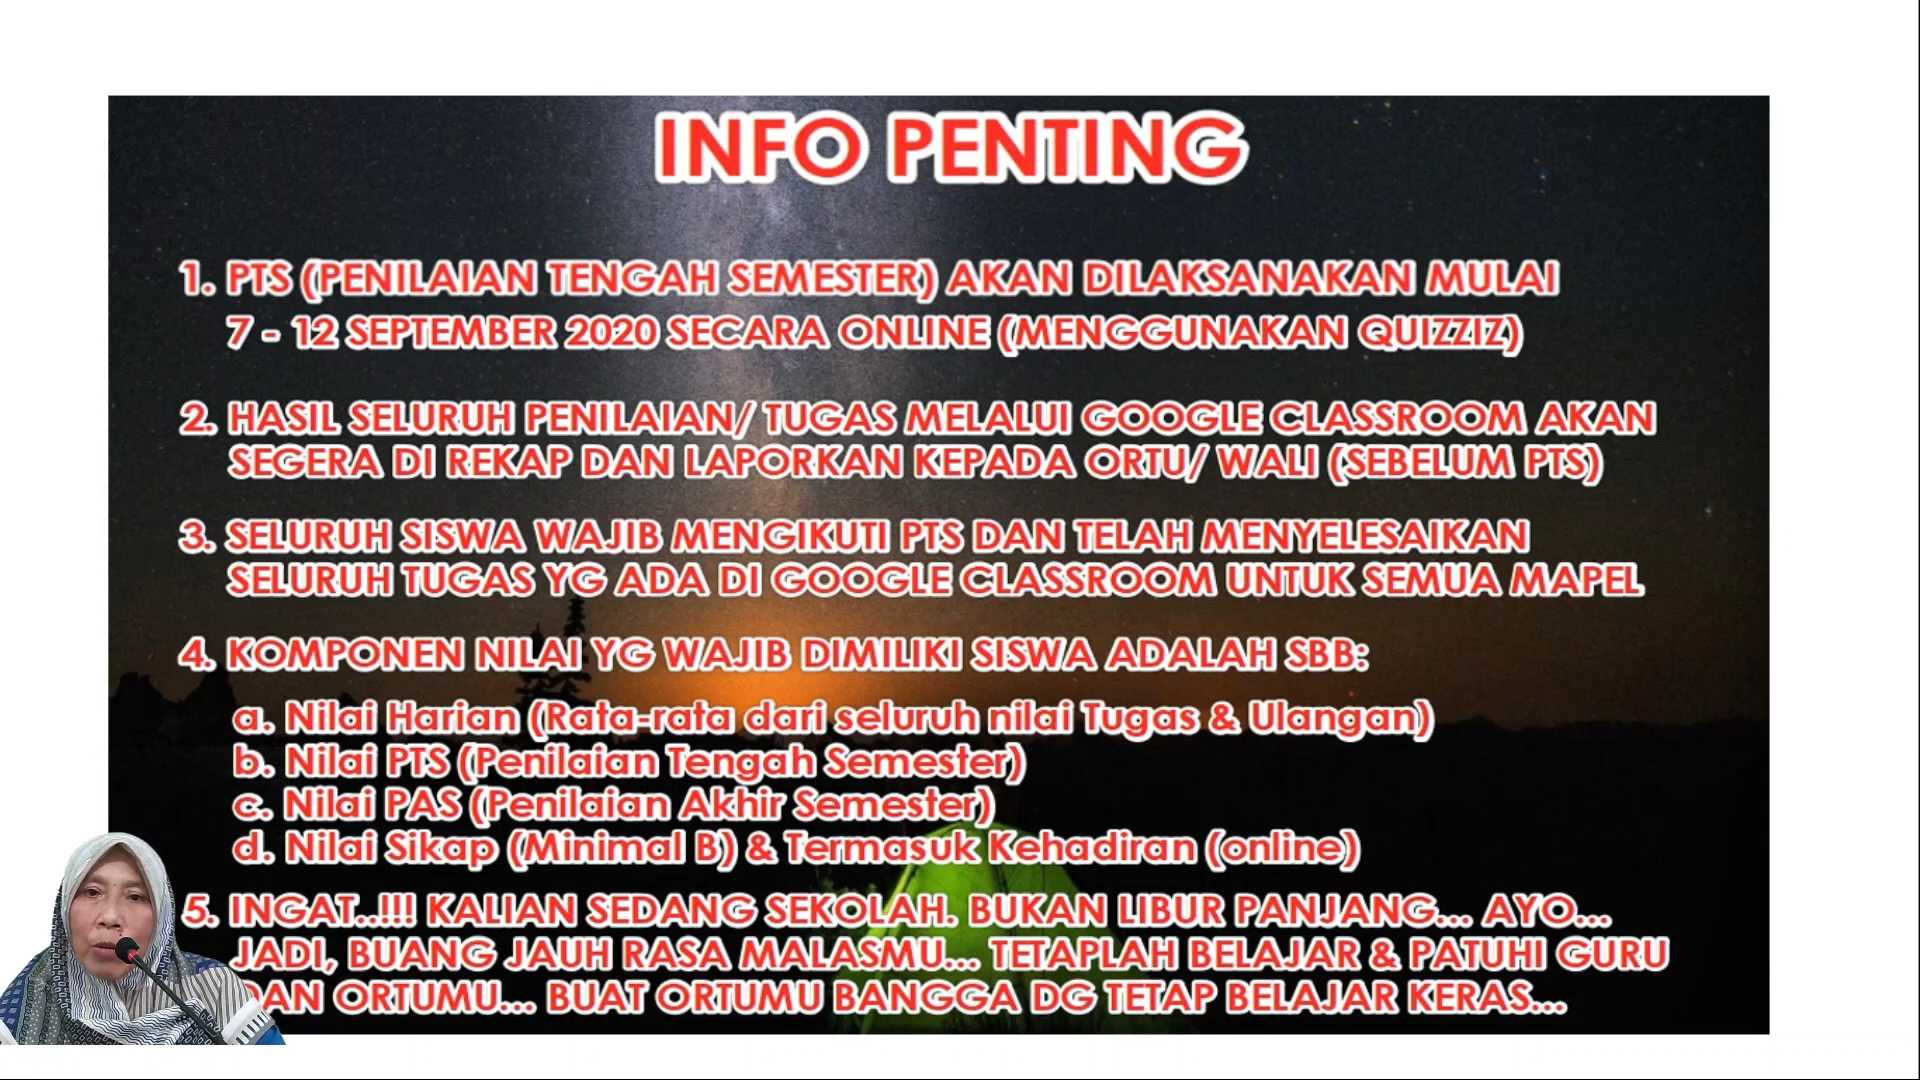 INFO PENTING
1. PTS (PENILAIAN TENGAH SEMESTER) AKAN DILAKSANAKAN MULAI
7 - 12 SEPTEMBER 2020 SECARA ONLINE (MENGGUNAKAN QUIZZIZ)
2. HASIL SELURUH PENILAIAN/ TUGAS MELALUI GOOGLE CLASSROOM AKAN
SEGERA DI REKAP DAN LAPORKAN KEPADA ORTU/ WALI (SEBELUM PTS)
3. SELURUH SISWA WAJIB MENGIKUTI PTS DAN TELAH MENYELESAIKAN
SELURUH TUGAS YG ADA DI GOOGLE CLASSROOM UNTUK SEMUA MAPEL
4. KOMPONEN NILAI YG WAJIB DIMILIKI SISWA ADALAH SBB:
a. Nilai Harian (Rata-rata dari seluruh nilai Tugas & Ulangan)
b. Nilai PTS (Penilaian Tengah Semester)
c. Nilai PAS (Penilaian Akhir Semester)
d. Nilai Sikap (Minimal B) & Termasuk Kehadiran (online)
5. INGAT..!!! KALIAN SEDANG SEKOLAH. BUKAN LIBUR PANJANG... AYO...
JADI, BUANG JAUH RASA MALASMU... TETAPLAH BELAJAR & PATUHI GURU
DAN ORTUMU... BUAT ORTUMU BANGGA DG TETAP BELAJAR KERAS...